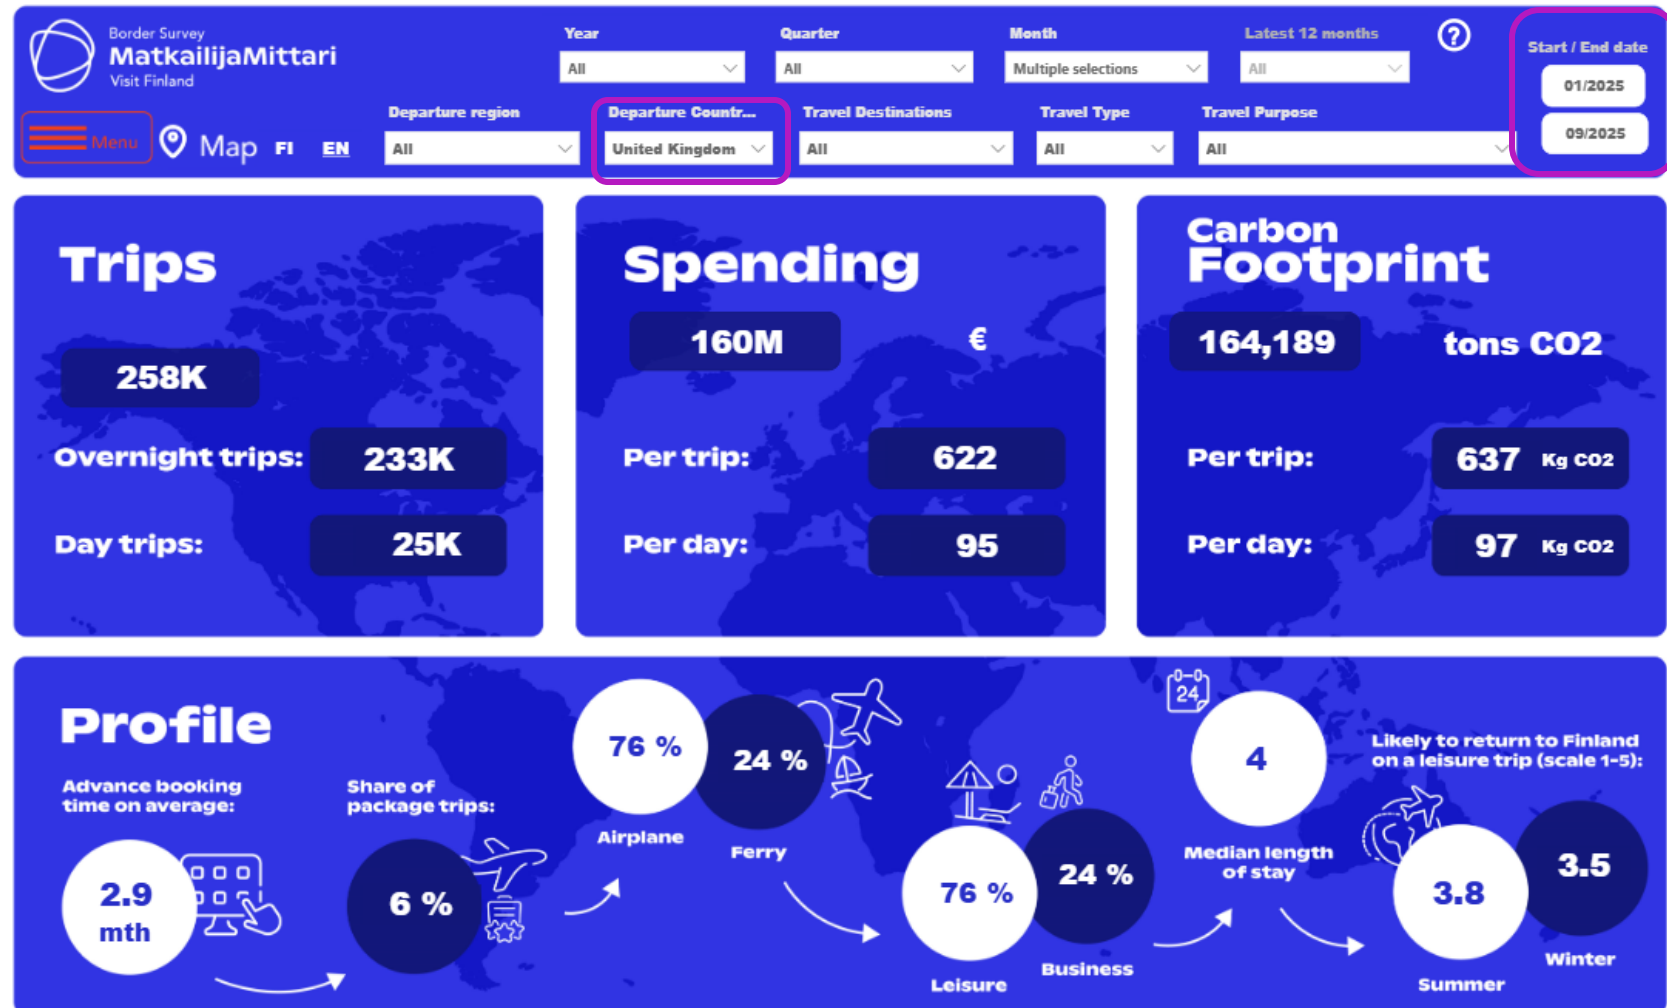 Border Survey
MatkailijaMittari
Visit Finland
Menu
Map FI EN
Year
All
Quarter
All
Month
Multiple selections
Latest 12 months
All
?
Start / End date
01/2025
09/2025
Departure region
All
Departure Countr...
United Kingdom
Travel Destinations
All
Travel Type
All
Travel Purpose
All
Trips
258K
Overnight trips: 233K
Day trips: 25K
Spending
160M €
Per trip: 622
Per day: 95
Carbon
Footprint
164,189 tons CO2
Per trip: 637 Kg CO2
Per day: 97 Kg CO2
Profile
Advance booking
time on average:
2.9
mth
Share of
package trips:
6 %
76 %
Airplane
24 %
Ferry
76 %
Leisure
24 %
Business
24
4
Median length
of stay
Likely to return to Finland
on a leisure trip (scale 1-5):
3.8
Summer
3.5
Winter